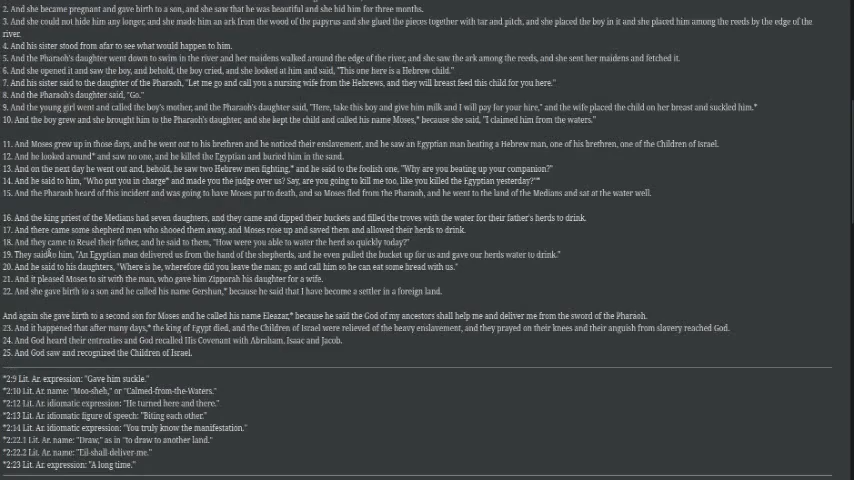 2. And she became pregnant and gave birth to a son, and she saw that he was beautiful and she hid him for three months.
3. And she could not hide him any longer, and she made him an ark from the wood of the papyrus and she glued the pieces together with tar and pitch, and she placed the boy in it and she placed him among the reeds by the edge of the
river.
4. And his sister stood from afar to see what would happen to him.
5. And the Pharaoh's daughter went down to swim in the river and her maidens walked around the edge of the river, and she saw the ark among the reeds, and she sent her maidens and fetched it.
6. And she opened it and saw the boy, and behold, the boy cried, and she looked at him and said, "This one here is a Hebrew child."
7. And his sister said to the daughter of the Pharaoh, "Let me go and call you a nursing wife from the Hebrews, and they will breast feed this child for you here."
8. And the Pharaoh's daughter said, "Go."
9. And the young girl went and called the boy's mother, and the Pharaoh's daughter said, "Here, take this boy and give him milk and I will pay for your hire," and the wife placed the child on her breast and suckled him.*
10. And the boy grew and she brought him to the Pharaoh's daughter, and she kept the child and called his name Moses,* because she said, "I claimed him from the waters."
11. And Moses grew up in those days, and he went out to his brethren and he noticed their enslavement, and he saw an Egyptian man beating a Hebrew man, one of his brethren, one of the Children of Israel.
12. And he looked around* and saw no one, and he killed the Egyptian and buried him in the sand.
13. And on the next day he went out and, behold, he saw two Hebrew men fighting,* and he said to the foolish one, "Why are you beating up your companion?"
14. And he said to him, "Who put you in charge* and made you the judge over us? Say, are you going to kill me too, like you killed the Egyptian yesterday?"*
15. And the Pharaoh heard of this incident and was going to have Moses put to death, and so Moses fled from the Pharaoh, and he went to the land of the Medians and sat at the water well.
16. And the king priest of the Medians had seven daughters, and they came and dipped their buckets and filled the troves with the water for their father's herds to drink.
17. And there came some shepherd men who shooed them away, and Moses rose up and saved them and allowed their herds to drink.
18. And they came to Reuel their father, and he said to them, "How were you able to water the herd so quickly today?"
19. They said to him, "An Egyptian man delivered us from the hand of the shepherds, and he even pulled the bucket up for us and gave our herds water to drink."
20. And he said to his daughters, "Where is he, wherefore did you leave the man; go and call him so he can eat some bread with us."
21. And it pleased Moses to sit with the man, who gave him Zipporah his daughter for a wife.
22. And she gave birth to a son and he called his name Gershun,* because he said that I have become a settler in a foreign land.
And again she gave birth to a second son for Moses and he called his name Eleazar,* because he said the God of my ancestors shall help me and deliver me from the sword of the Pharaoh.
23. And it happened that after many days,* the king of Egypt died, and the Children of Israel were relieved of the heavy enslavement, and they prayed on their knees and their anguish from slavery reached God.
24. And God heard their entreaties and God recalled His Covenant with Abraham, Isaac and Jacob.
25. And God saw and recognized the Children of Israel.
*2:9 Lit. Ar. expression: "Gave him suckle."
*2:10 Lit. Ar. name: "Moo-sheh," or "Calmed-from-the-Waters."
*2:12 Lit. Ar. idiomatic expression: "He turned here and there."
*2:13 Lit. Ar. idiomatic figure of speech: "Biting each other."
*2:14 Lit. Ar. idiomatic expression: "You truly know the manifestation."
*2:22.1 Lit. Ar. name: "Draw," as in "to draw to another land."
*2:22.2 Lit. Ar. name: "Eil-shall-deliver-me."
*2:23 Lit. Ar. expression: "A long time."